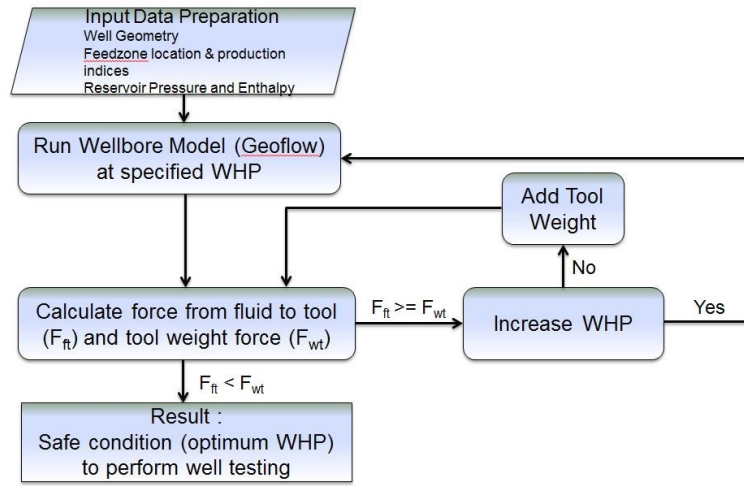 Input Data Preparation
Well Geometry
Feedzone location & production
indices
Reservoir Pressure and Enthalpy
Run Wellbore Model (Geoflow)
at specified WHP
Add Tool
Weight
No
Calculate force from fluid to tool
(Fft) and tool weight force (Fwt)
Fft >= Fwt
Increase WHP
Yes
Fft < Fwt
Result :
Safe condition (optimum WHP)
to perform well testing